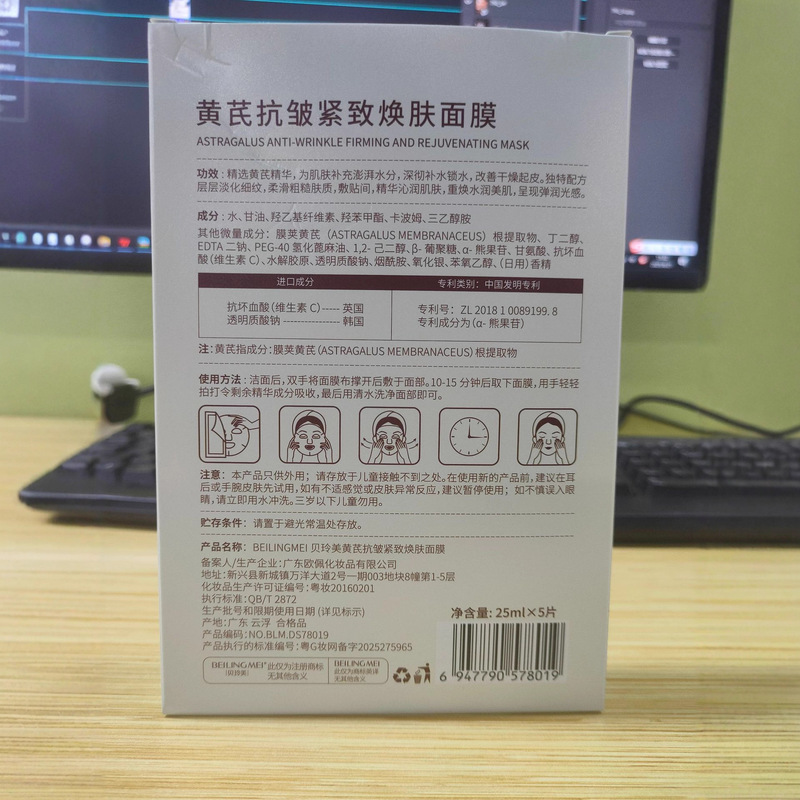 黄芪抗皱紧致焕肤面膜
ASTRAGALUS ANTI-WRINKLE FIRMING AND REJUVENATING MASK
功效：精选黄芪精华，为肌肤补充澎湃水分，深彻补水锁水，改善干燥起皮。独特配方
层层淡化细纹，柔滑粗糙肤质，敷贴间，精华沁润肌肤，重焕水润美肌，呈现弹润光感。
成分：水、甘油、羟乙基纤维素、羟苯甲酯、卡波姆、三乙醇胺
其他微量成分：膜荚黄芪（ASTRAGALUS MEMBRANACEUS）根提取物、丁二醇、
EDTA 二钠、PEG-40 氢化蓖麻油、1,2- 己二醇、β- 葡聚糖、α- 熊果苷、甘氨酸、抗坏血
酸（维生素 C）、水解胶原、透明质酸钠、烟酰胺、氧化银、苯氧乙醇、（日用）香精
进口成分
专利类别：中国发明专利
抗坏血酸（维生素 C）----- 英国
透明质酸钠 ---------------- 韩国
专利号：ZL 2018 1 0089199. 8
专利成分为（α- 熊果苷）
注：黄芪指成分：膜荚黄芪（ASTRAGALUS MEMBRANACEUS）根提取物
使用方法：洁面后，双手将面膜布撑开后敷于面部。10-15 分钟后取下面膜，用手轻轻
拍打令剩余精华成分吸收，最后用清水洗净面部即可。
注意：本产品只供外用；请存放于儿童接触不到之处。在使用新的产品前，建议在耳
后或手腕皮肤先试用，如有不适感觉或皮肤异常反应，建议暂停使用；如不慎误入眼
睛，请立即用水冲洗。三岁以下儿童勿用。
贮存条件：请置于避光常温处存放。
产品名称：BEILINGMEI 贝玲美黄芪抗皱紧致焕肤面膜
备案人/生产企业：广东欧佩化妆品有限公司
地址：新兴县新城镇万洋大道2号一期003地块8幢第1-5层
化妆品生产许可证编号：粤妆20160201
执行标准：QB/T 2872
生产批号和限期使用日期（详见标示）
产地：广东 云浮 合格品
产品编码：NO.BLM.DS78019
产品执行的标准编号：粤G妆网备字2025275965
净含量：25ml×5片
BEILINGMEI®
贝玲美
此仅为注册商标
无其他含义
BEILINGMEI
贝玲美
此仅为商标英译
无其他含义
6 947790 578019